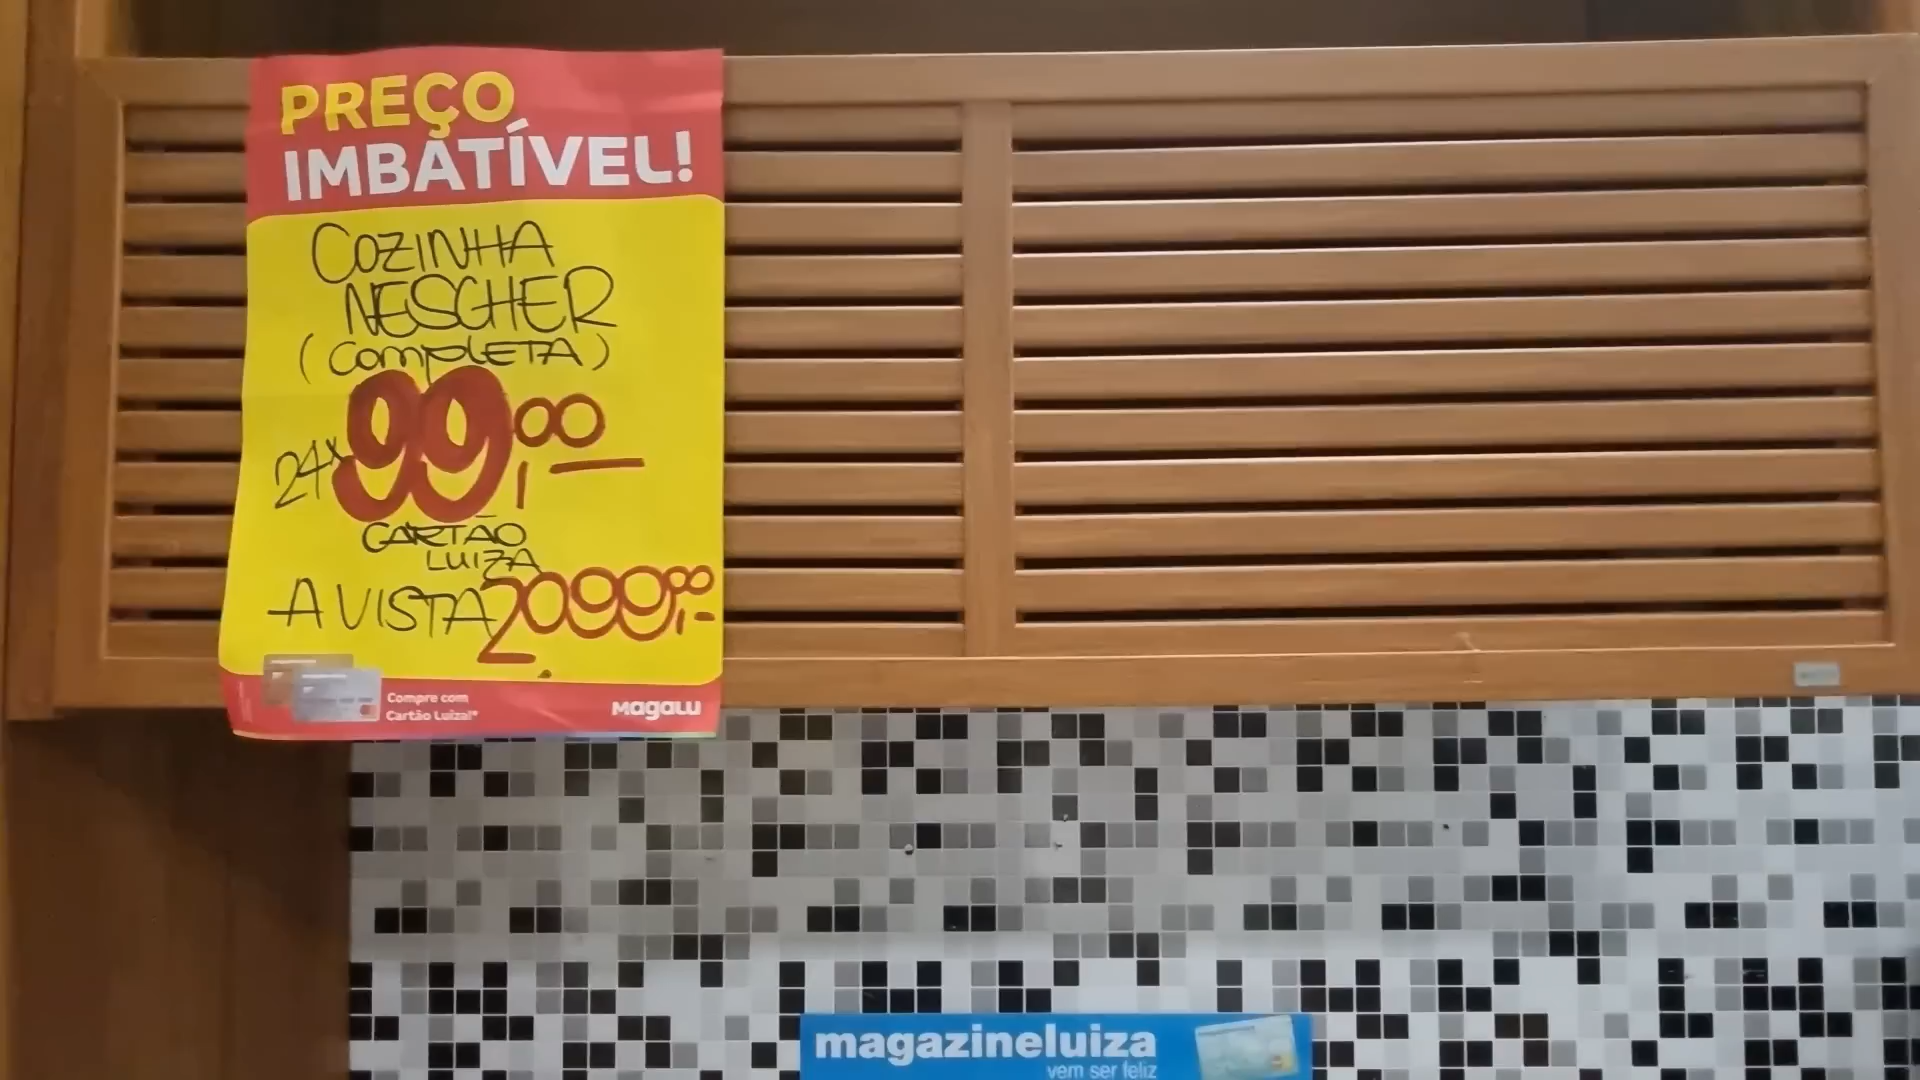 PREÇO
IMBATÍVEL!
COZINHA
NESCHER
(COMPLETA)
24x 99,00
CARTÃO
LUIZA
A VISTA 2099,00
Compre com
Cartão Luiza!*
Magalu
magazineluiza
vem ser feliz